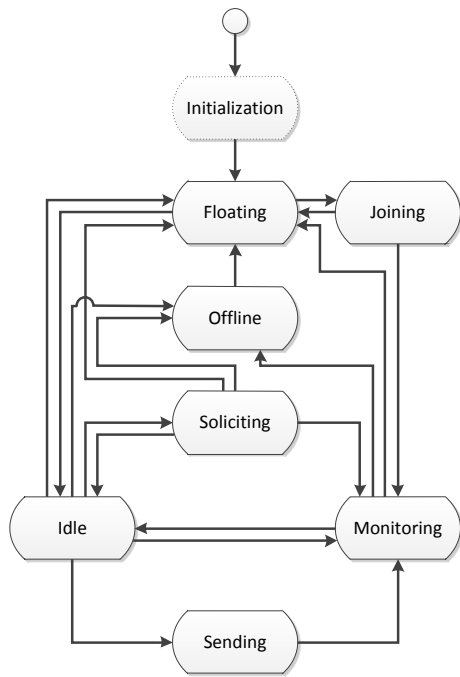 Initialization
Floating
Joining
Offline
Soliciting
Idle
Monitoring
Sending